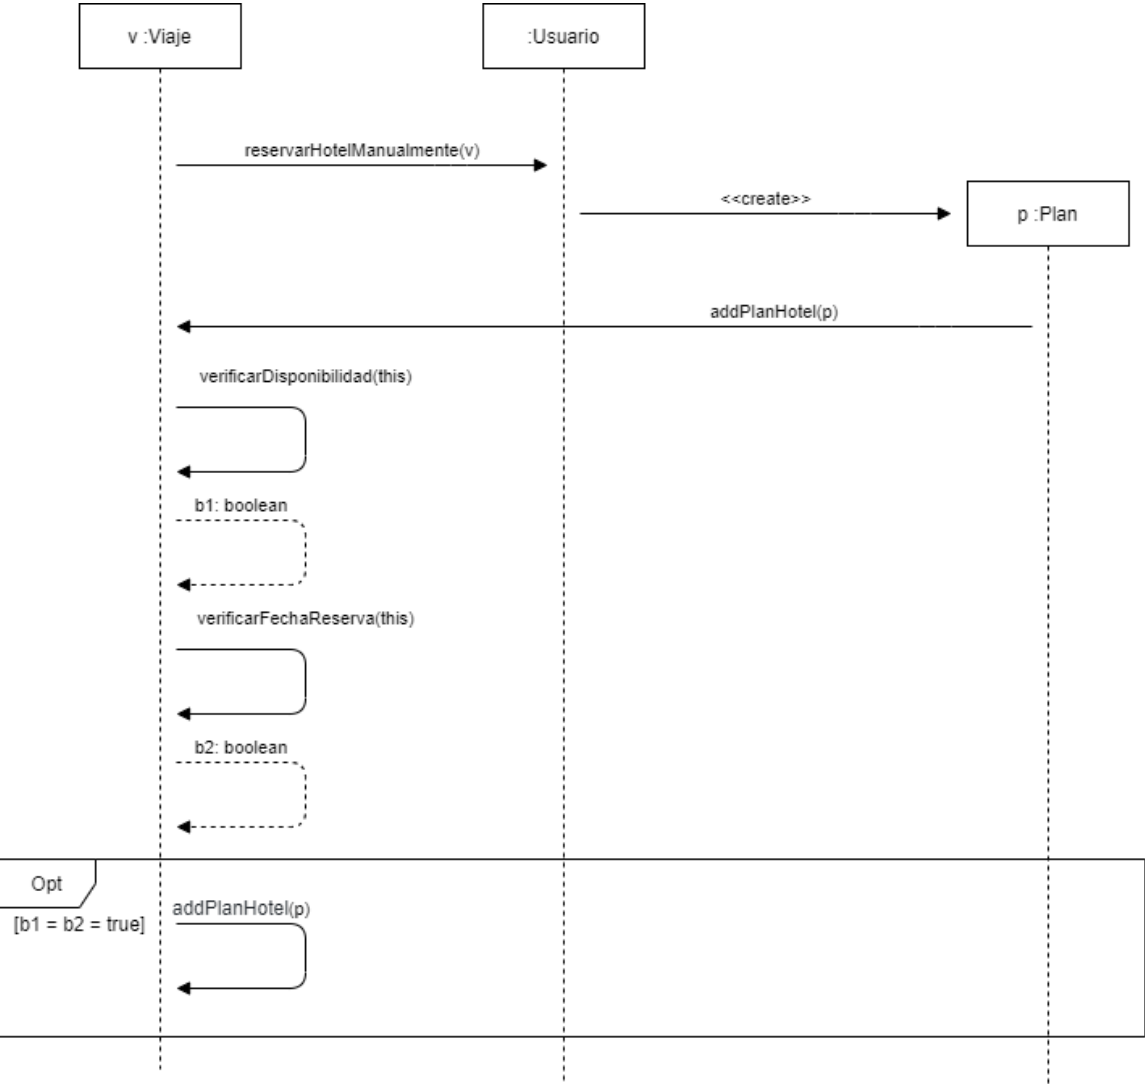 v :Viaje
:Usuario
reservarHotelManualmente(v)
<<create>>
p :Plan
addPlanHotel(p)
verificarDisponibilidad(this)
b1: boolean
verificarFechaReserva(this)
b2: boolean
Opt
addPlanHotel(p)
[b1 = b2 = true]